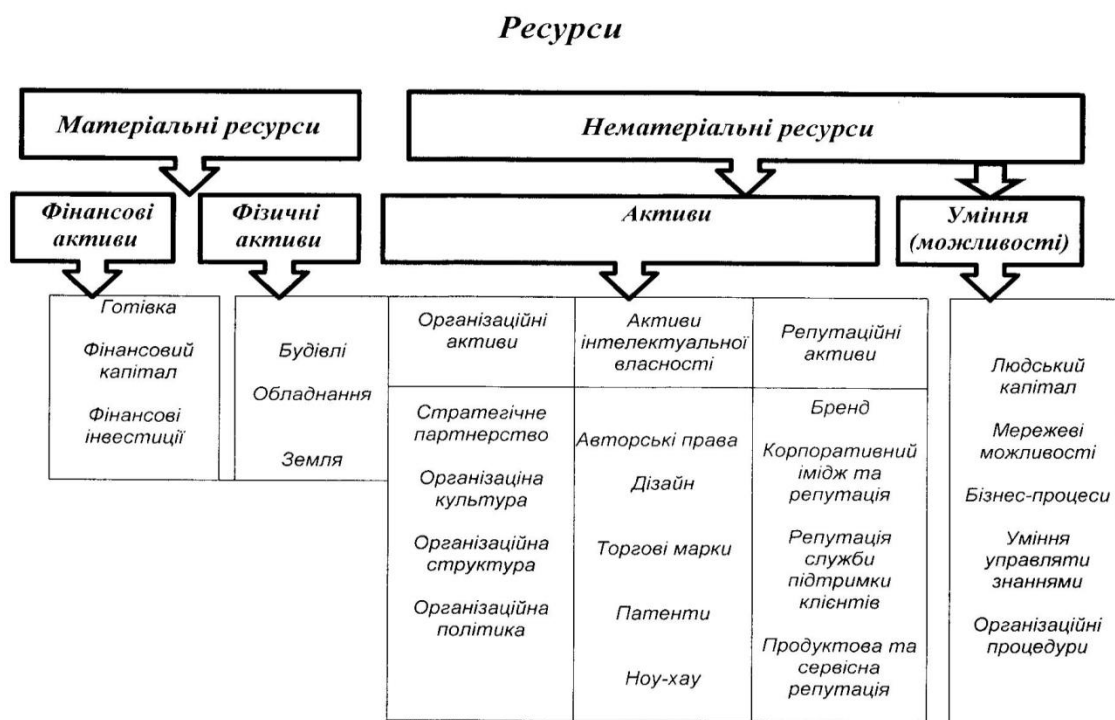 Ресурси
Матеріальні ресурси
Нематеріальні ресурси
Фінансові
активи
Фізичні
активи
Активи
Уміння
(можливості)
Готівка
Фінансовий
капітал
Фінансові
інвестиції
Будівлі
Обладнання
Земля
Організаційні
активи
Стратегічне
партнерство
Організаціна
культура
Організаційна
структура
Організаційна
політика
Активи
інтелектуальної
власності
Авторські права
Дізайн
Торгові марки
Патенти
Ноу-хау
Репутаційні
активи
Бренд
Корпоративний
імідж та
репутація
Репутація
служби
підтримки
клієнтів
Продуктова та
сервісна
репутація
Людський
капітал
Мережеві
можливості
Бізнес-процеси
Уміння
управляти
знаннями
Організаційні
процедури